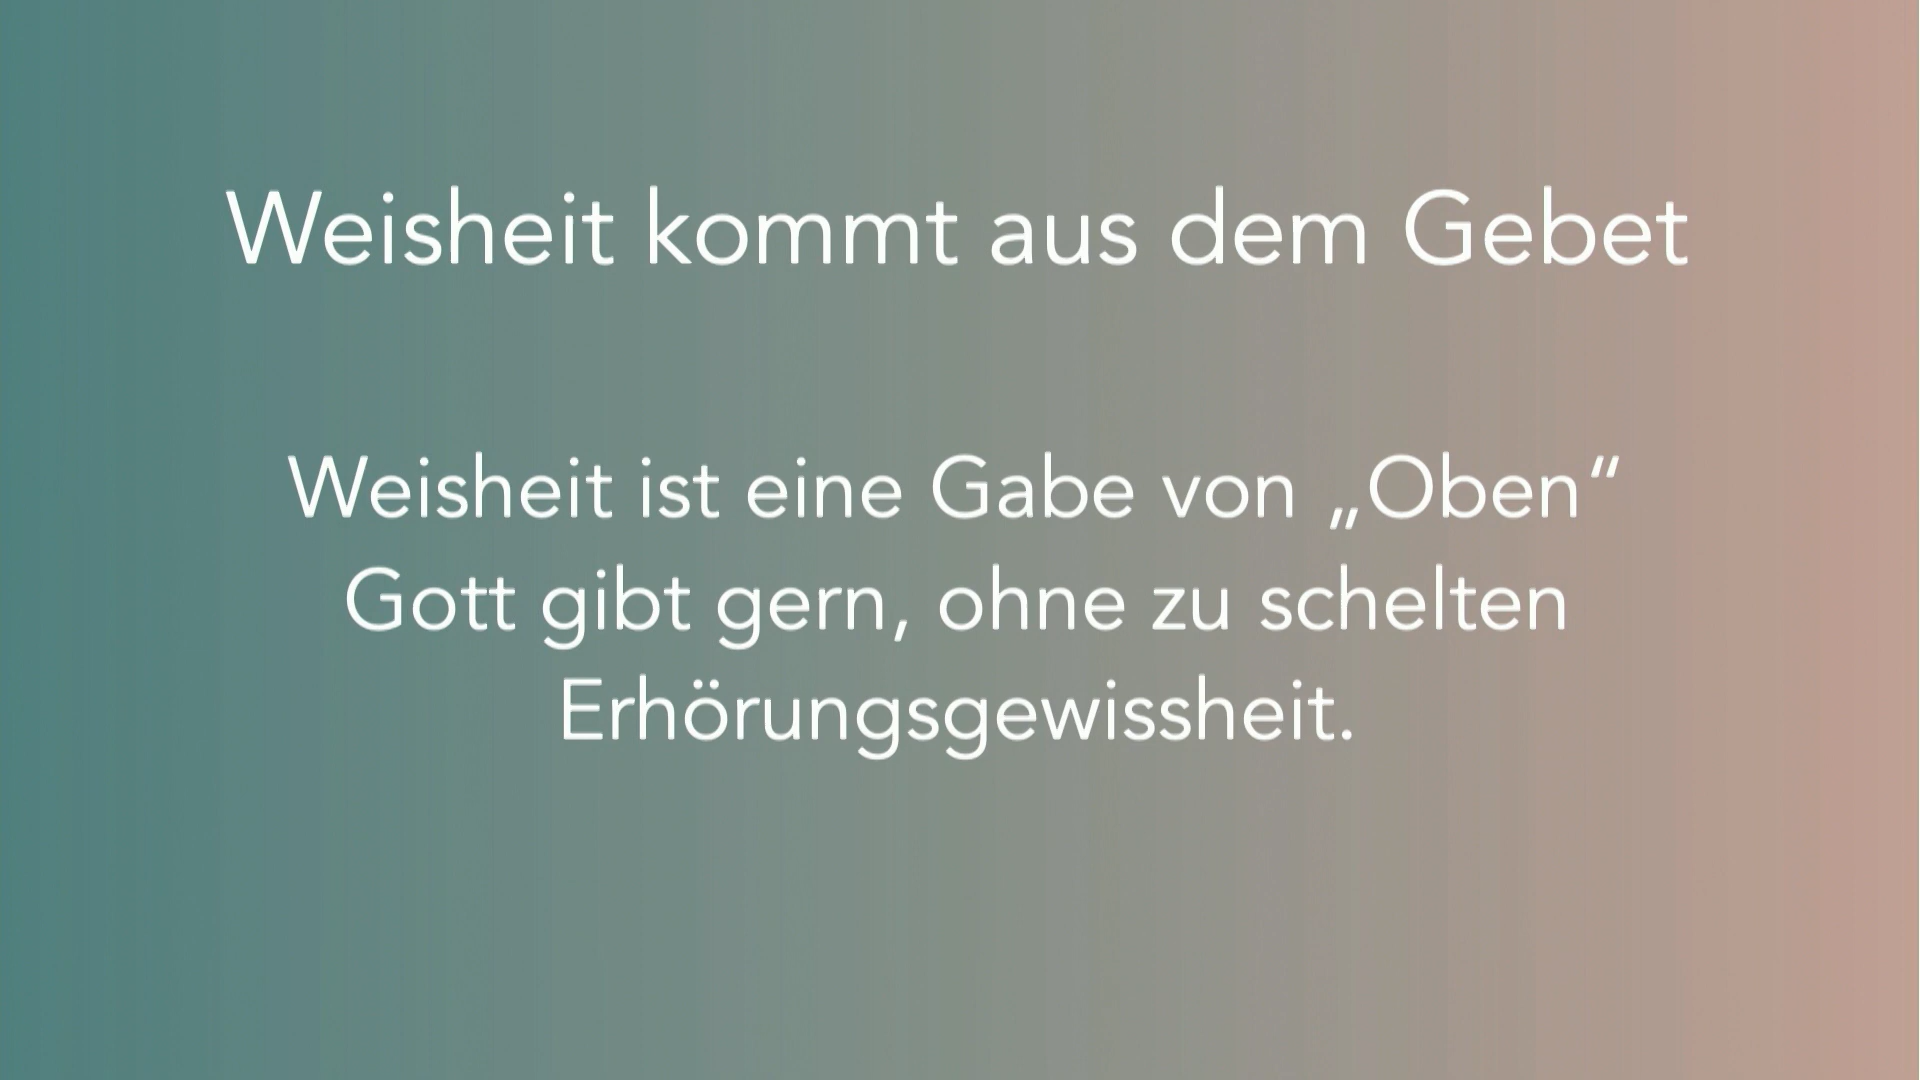 Weisheit kommt aus dem Gebet
Weisheit ist eine Gabe von „Oben“
Gott gibt gern, ohne zu schelten
Erhörungsgewissheit.